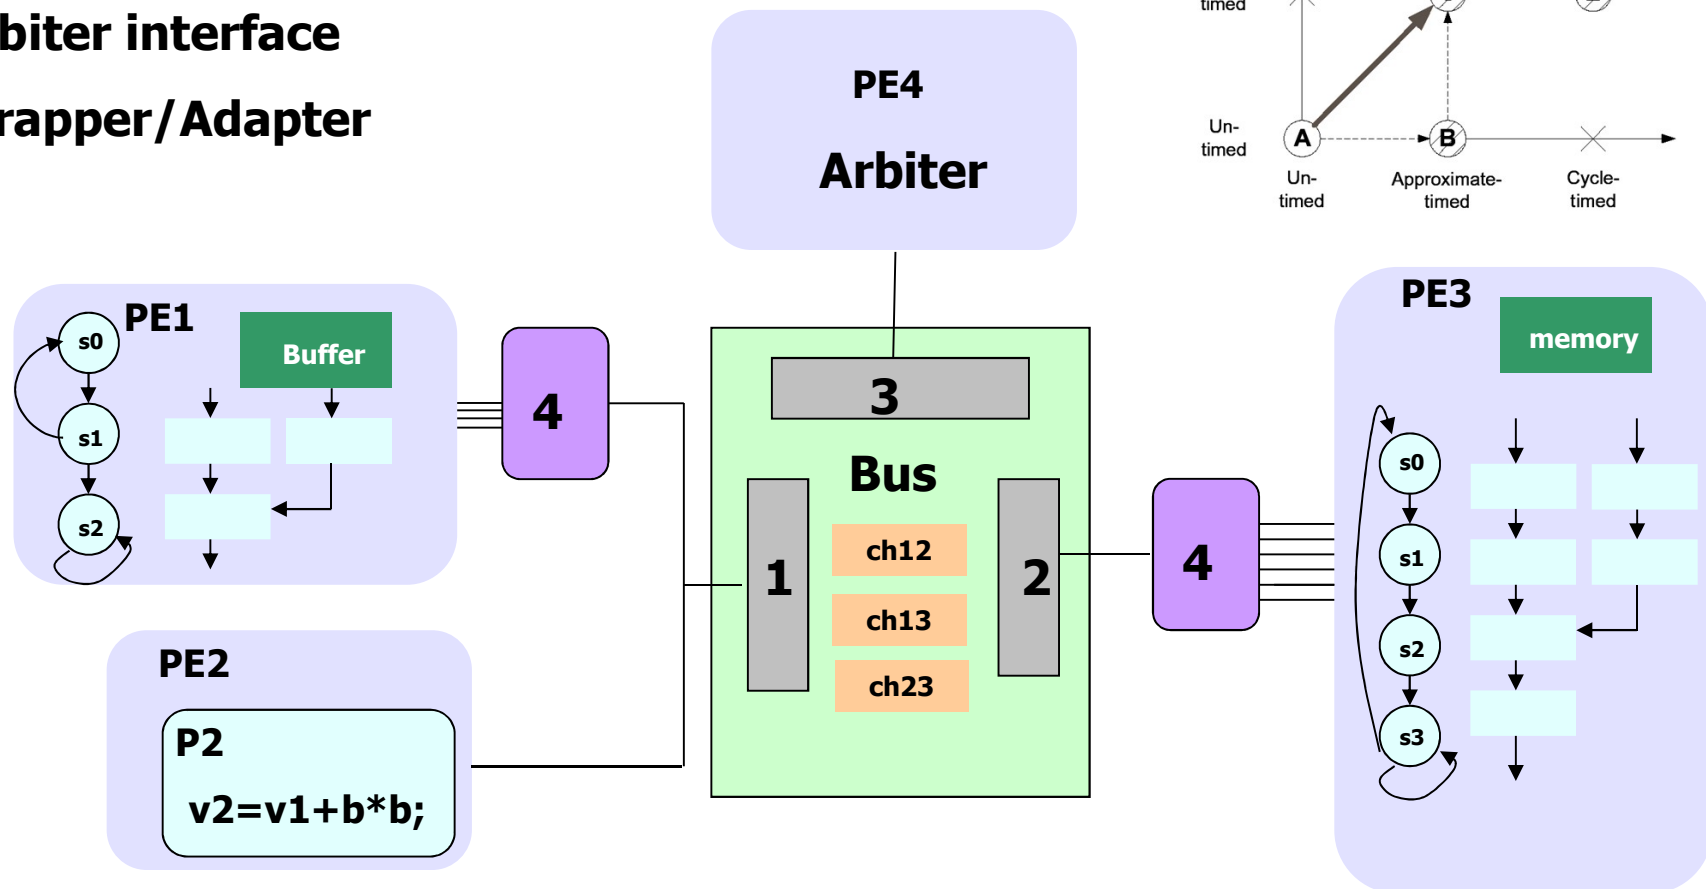 biter interface
rapper/Adapter
PE4
Arbiter
timed
Un-
timed
A
B
Un-
timed
Approximate-
timed
Cycle-
timed
PE1
s0
s1
s2
Buffer
4
3
Bus
1
2
ch12
ch13
ch23
4
PE3
memory
s0
s1
s2
s3
PE2
P2
v2=v1+b*b;